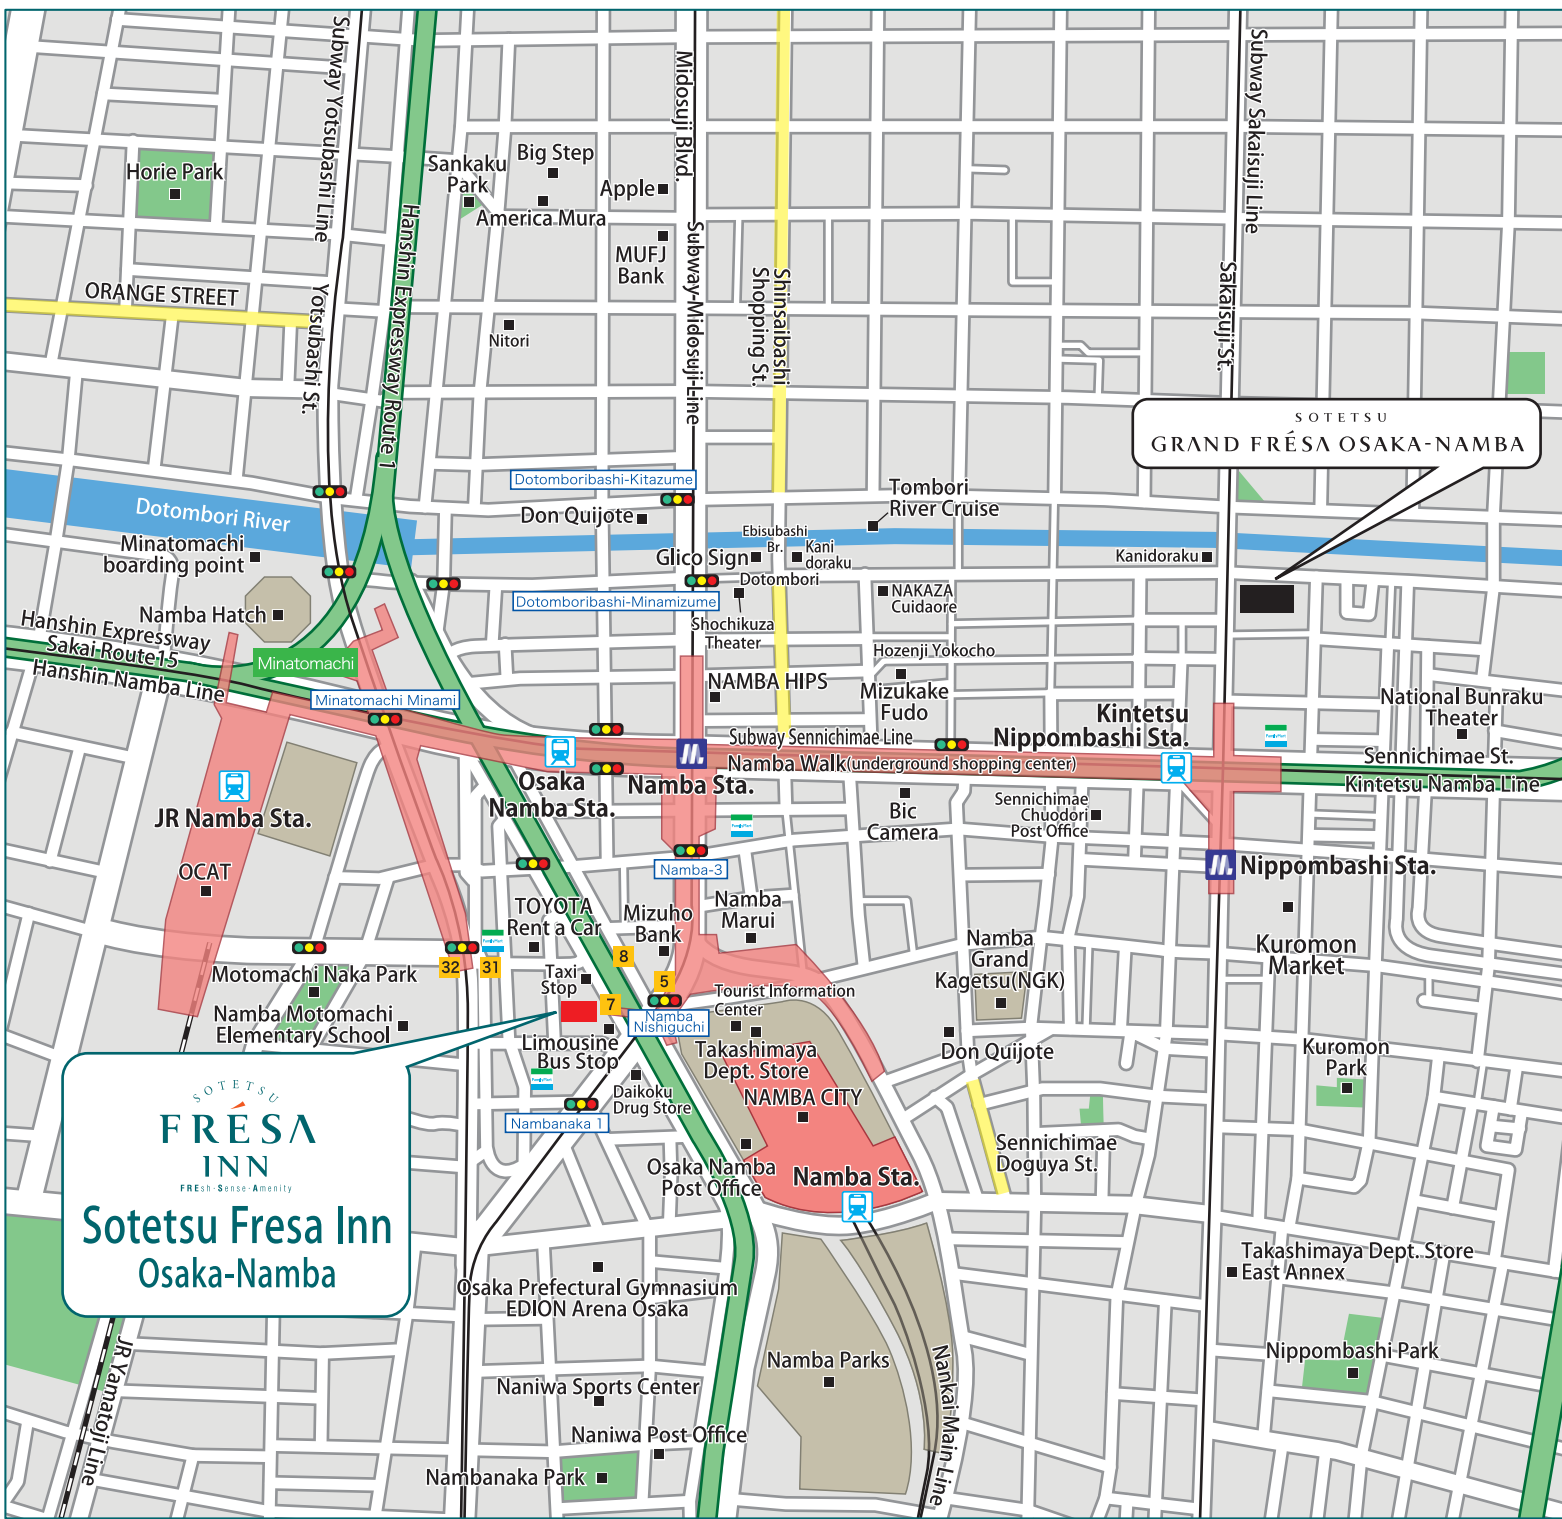 Subway Yotsubashi Line
Midosuji Blvd.
Subway Sakaisuji Line
Horie Park
Sankaku
Park
Big Step
Apple
America Mura
MUFJ
Bank
Hanshin Expressway Route 1
Subway-Midosuji-Line
Shinsaibashi
Shopping St.
Sakaisuji St.
ORANGE STREET
Yotsubashi St.
Nitori
SOTETSU
GRAND FRÉSA OSAKA-NAMBA
Dotomboribashi-Kitazume
Dotombori River
Don Quijote
Tombori
River Cruise
Minatomachi
boarding point
Glico Sign
Ebisubashi
Br.
Kani
doraku
Kanidoraku
Dotombori
Namba Hatch
Dotomboribashi-Minamizume
NAKAZA
Cuidaore
Shochikuza
Theater
Hanshin Expressway
Sakai Route15
Hanshin Namba Line
Minatomachi
Hozenji Yokocho
Minatomachi Minami
NAMBA HIPS
Mizukake
Fudo
National Bunraku
Theater
Kintetsu
Nippombashi Sta.
Subway Sennichimae Line
FamilyMart
Sennichimae St.
Namba Walk(underground shopping center)
Kintetsu Namba Line
Osaka
Namba Sta.
Namba Sta.
JR Namba Sta.
Bic
Camera
Sennichimae
Chuodori
Post Office
FamilyMart
OCAT
Namba-3
Nippombashi Sta.
TOYOTA
Rent a Car
Mizuho
Bank
Namba
Marui
FamilyMart
Namba
Grand
Kagetsu(NGK)
Kuromon
Market
32
31
8
5
7
Motomachi Naka Park
Taxi
Stop
Tourist Information
Center
Namba Motomachi
Elementary School
Namba
Nishiguchi
Limousine
Bus Stop
Takashimaya
Dept. Store
Don Quijote
Kuromon
Park
FamilyMart
Daikoku
Drug Store
NAMBA CITY
Nambanaka 1
SOTETSU
FRÉSA
INN
FREsh·Sense·Amenity
Sotetsu Fresa Inn
Osaka-Namba
Osaka Namba
Post Office
Namba Sta.
Sennichimae
Doguya St.
Takashimaya Dept. Store
East Annex
Osaka Prefectural Gymnasium
EDION Arena Osaka
Namba Parks
Nippombashi Park
JR Yamatoji Line
Naniwa Sports Center
Nankai Main Line
Naniwa Post Office
Nambanaka Park